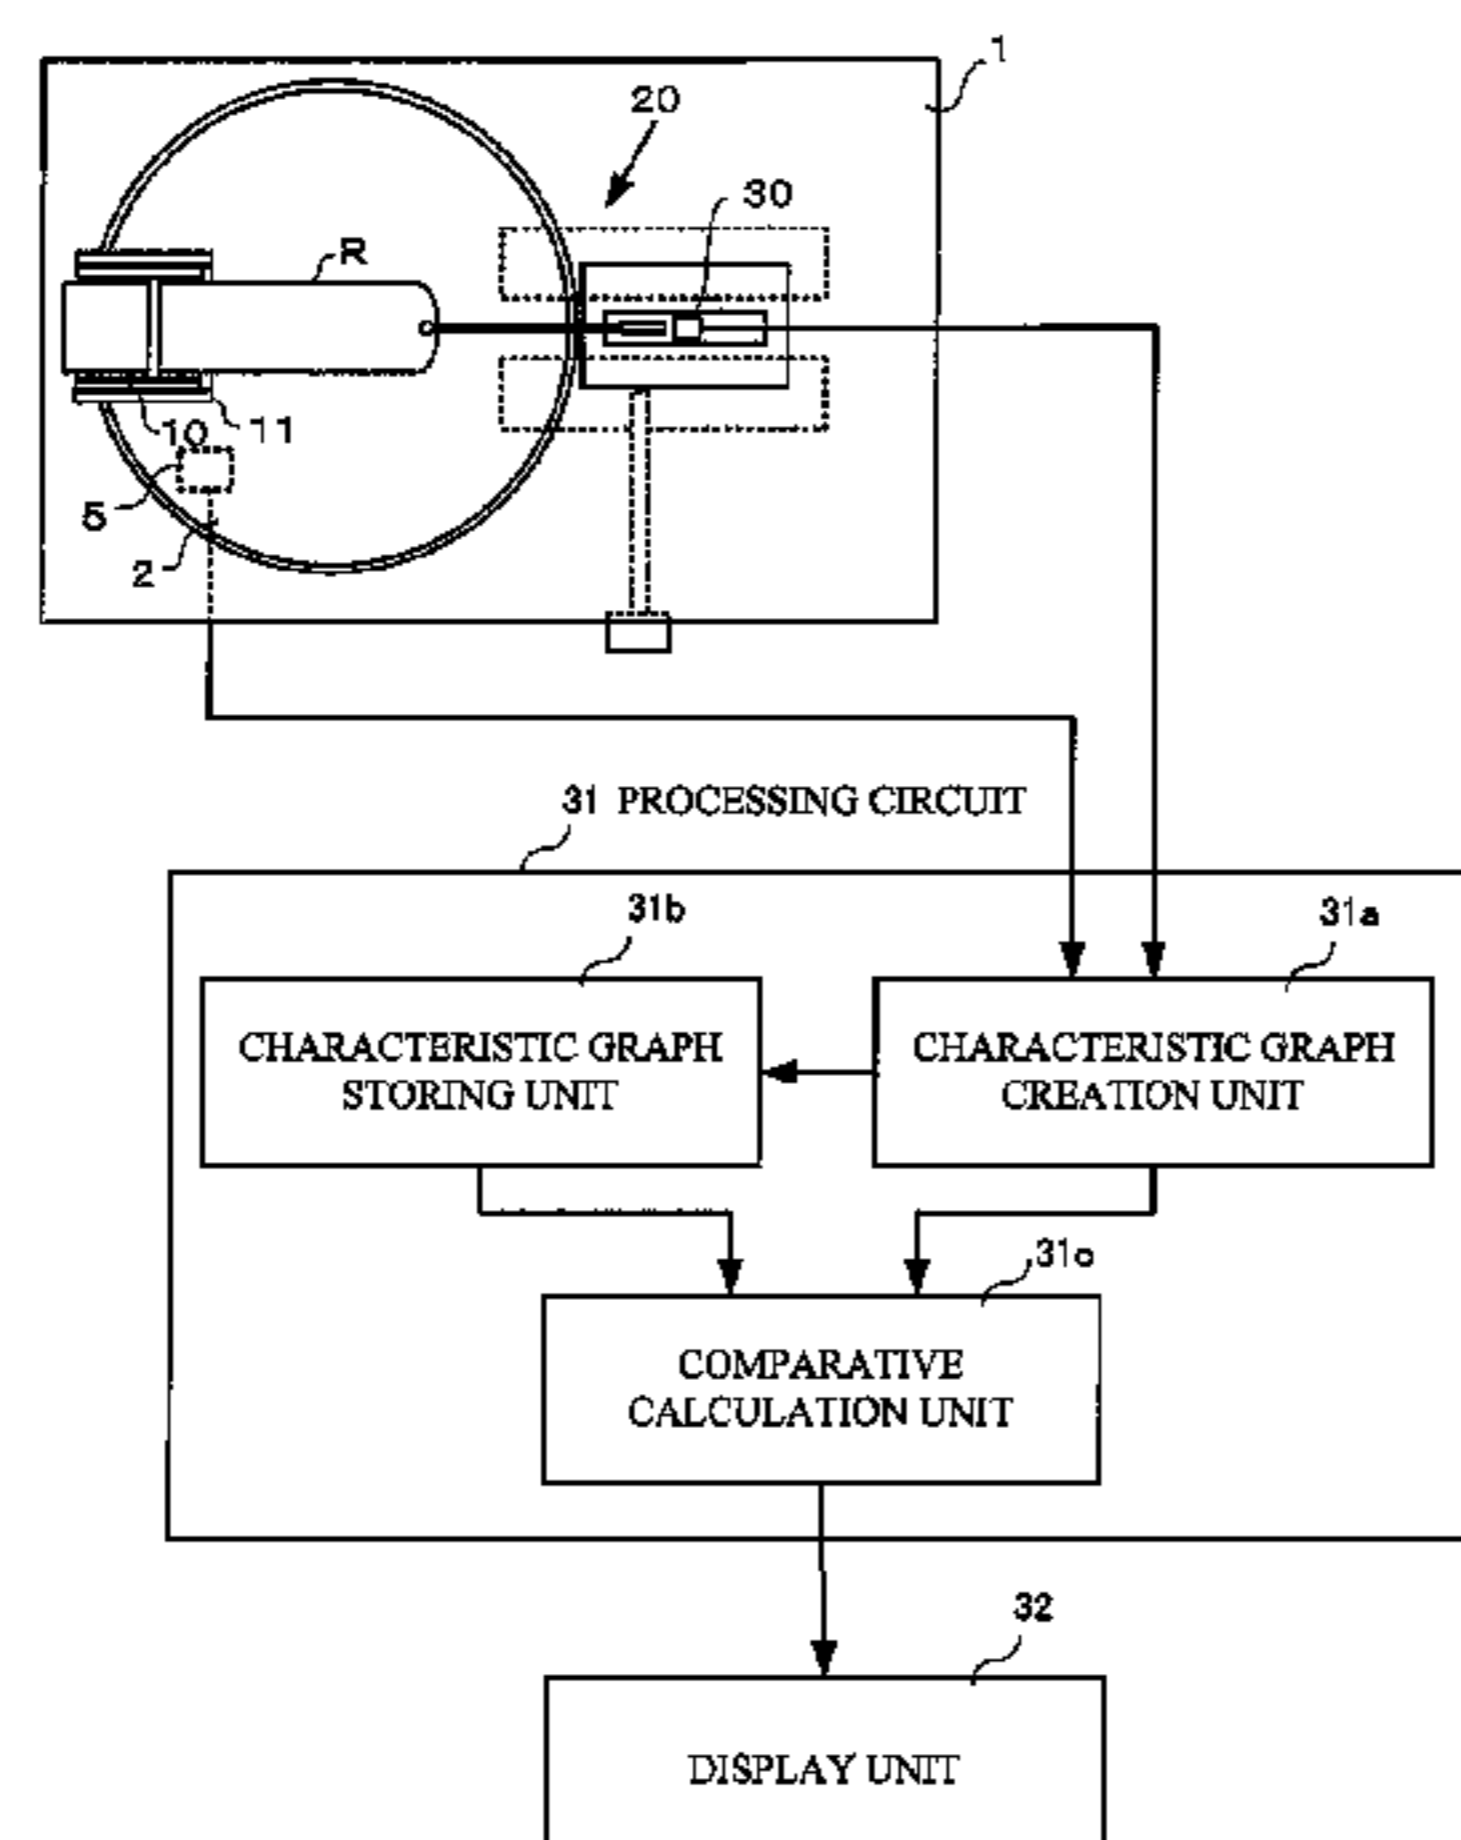 1
20
30
R
10
11
5
2
31 PROCESSING CIRCUIT
31b
31a
CHARACTERISTIC GRAPH
STORING UNIT
CHARACTERISTIC GRAPH
CREATION UNIT
31c
COMPARATIVE
CALCULATION UNIT
32
DISPLAY UNIT